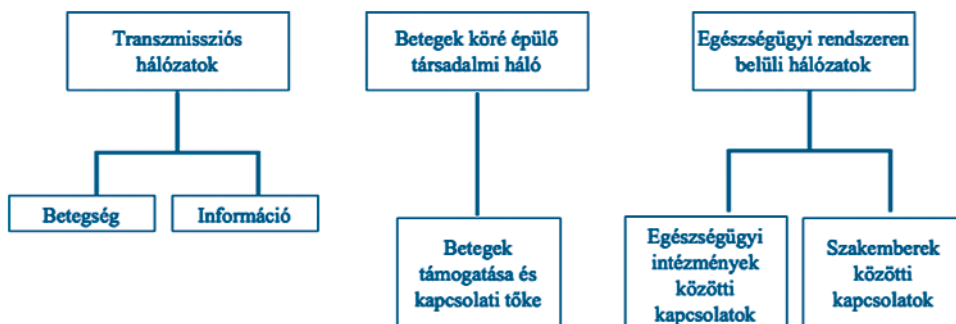 Transzmissziós
hálózatok
Betegek köré épülő
társadalmi háló
Egészségügyi rendszeren
belüli hálózatok
Betegség
Információ
Betegek
támogatása és
kapcsolati tőke
Egészségügyi
intézmények
közötti
kapcsolatok
Szakemberek
közötti
kapcsolatok